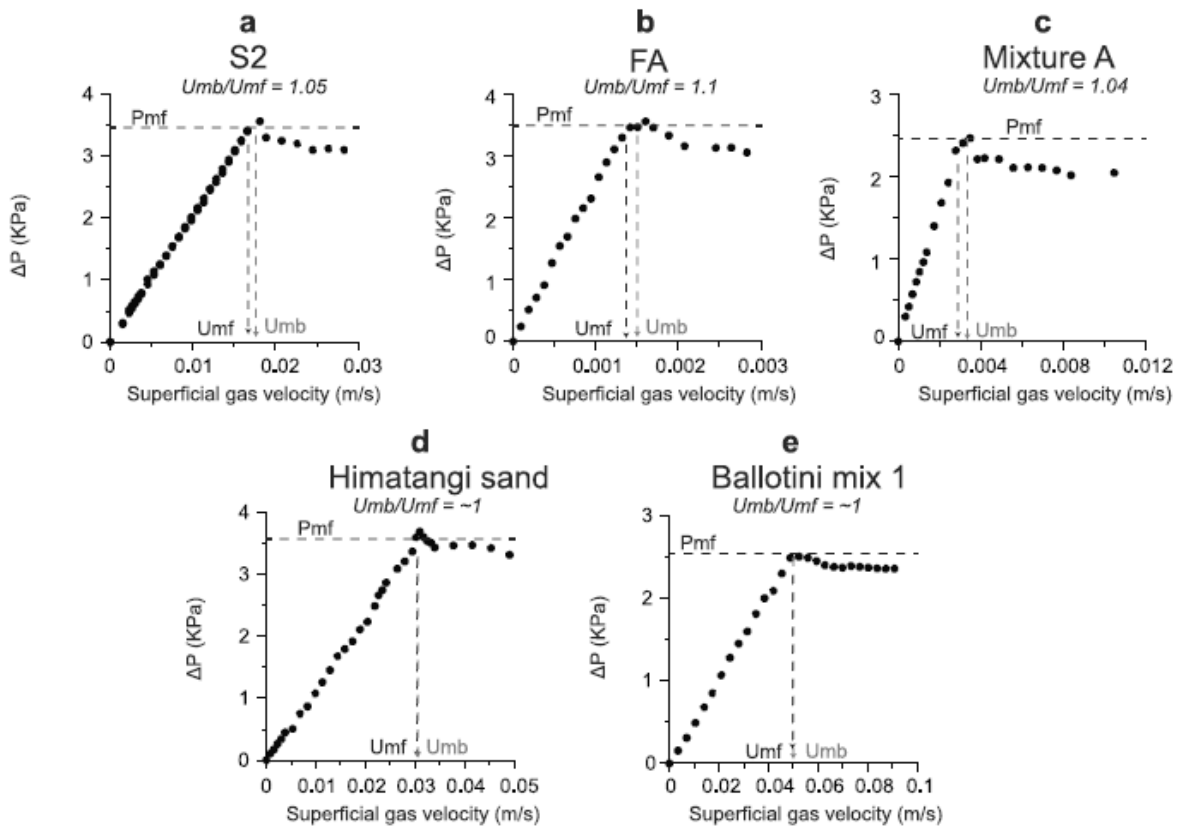 a
S2
Umb/Umf = 1.05
Pmf
ΔP (KPa)
4
3
2
1
0
Umf
Umb
0
0.01
0.02
0.03
Superficial gas velocity (m/s)
b
FA
Umb/Umf = 1.1
Pmf
ΔP (KPa)
4
3
2
1
0
Umf
Umb
0
0.001
0.002
0.003
Superficial gas velocity (m/s)
c
Mixture A
Umb/Umf = 1.04
Pmf
ΔP (KPa)
3
2
1
0
Umf
Umb
0
0.004
0.008
0.012
Superficial gas velocity (m/s)
d
Himatangi sand
Umb/Umf = ~1
Pmf
ΔP (KPa)
4
3
2
1
0
Umf
Umb
0
0.01
0.02
0.03
0.04
0.05
Superficial gas velocity (m/s)
e
Ballotini mix 1
Umb/Umf = ~1
Pmf
ΔP (KPa)
3
2
1
0
Umf
Umb
0
0.02
0.04
0.06
0.08
0.1
Superficial gas velocity (m/s)